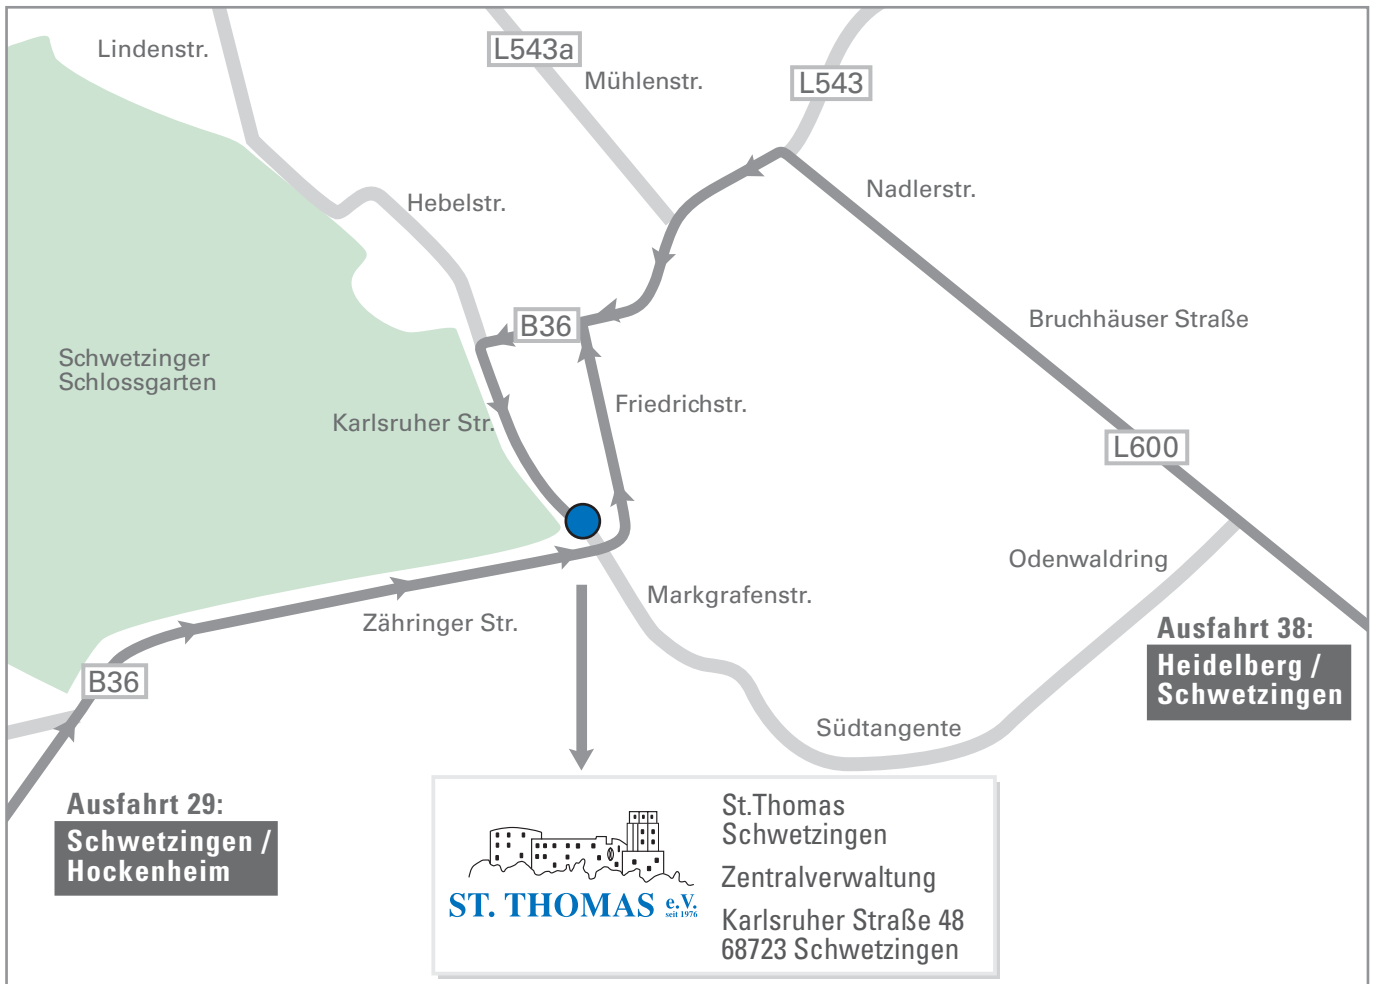 Lindenstr.
L543a
Mühlenstr.
L543
Hebelstr.
Nadlerstr.
B36
Bruchhäuser Straße
Schwetzinger
Schlossgarten
Karlsruher Str.
Friedrichstr.
L600
Odenwaldring
Markgrafenstr.
Zähringer Str.
B36
Ausfahrt 38:
Heidelberg /
Schwetzingen
Südtangente
Ausfahrt 29:
Schwetzingen /
Hockenheim
ST. THOMAS e.V.
seit 1976
St.Thomas
Schwetzingen
Zentralverwaltung
Karlsruher Straße 48
68723 Schwetzingen